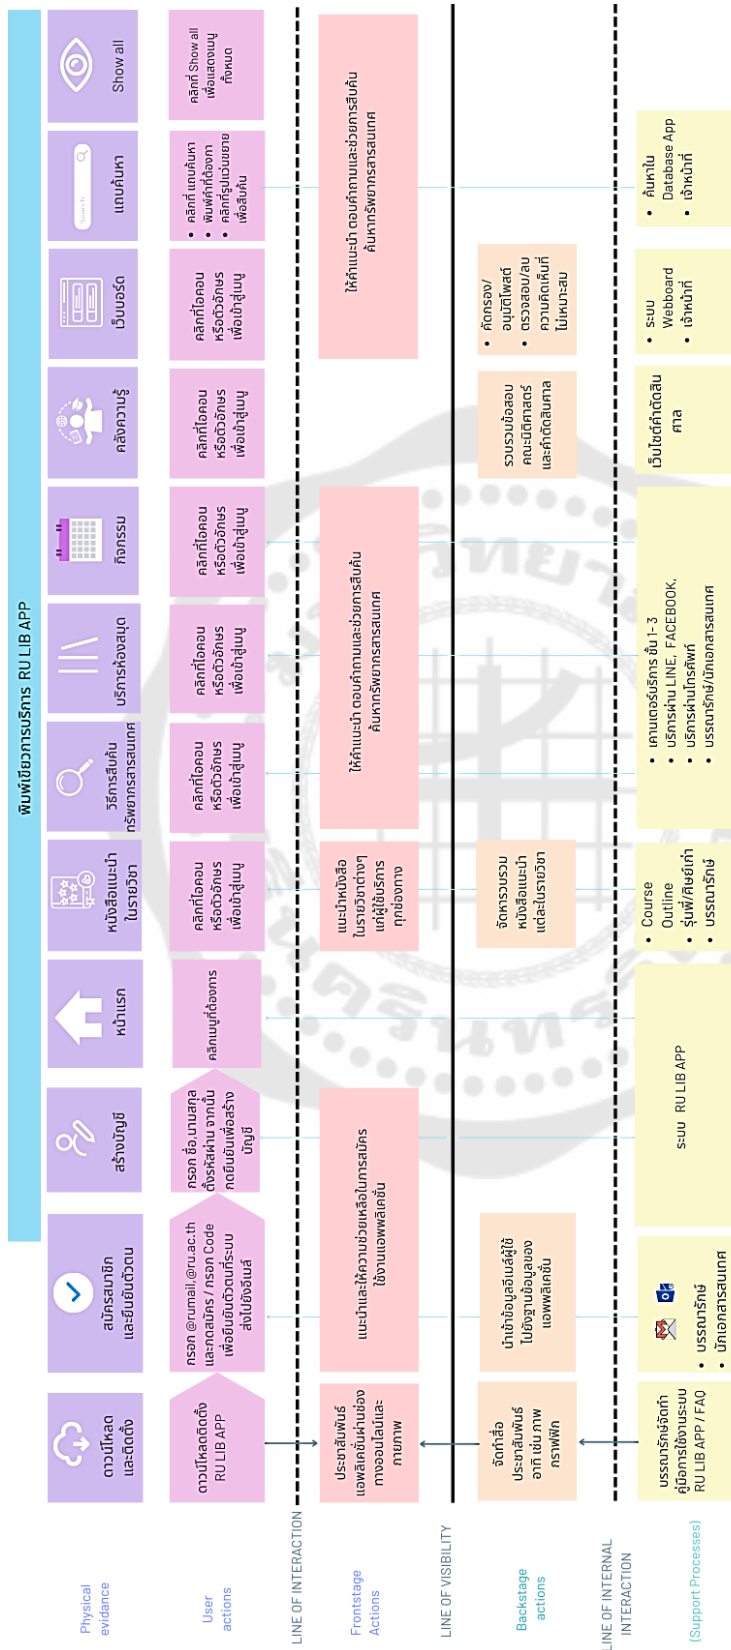 พิมพ์เขียวการบริการ RU LIB APP
Physical
evidence
ดาวน์โหลด
และติดตั้ง
สมัครสมาชิก
และยืนยันตัวตน
สร้างบัญชี
หน้าแรก
หนังสือแนะนำ
ในรายวิชา
วิธีการสืบค้น
ทรัพยากรสารสนเทศ
บริการห้องสมุด
กิจกรรม
คลังความรู้
เว็บบอร์ด
Search
แถบค้นหา
Show all
User
actions
ดาวน์โหลดติดตั้ง
RU LIB APP
กรอก @rumail,@ru.ac.th
และกดสมัคร / กรอก Code
เพื่อยืนยันตัวตนที่ระบบ
ส่งไปยังอีเมล์
กรอก ชื่อ,นามสกุล
ตั้งรหัสผ่าน จากนั้น
กดยืนยันเพื่อสร้าง
บัญชี
คลิกเมนูที่ต้องการ
คลิกที่ไอคอน
หรือตัวอักษร
เพื่อเข้าสู่เมนู
คลิกที่ไอคอน
หรือตัวอักษร
เพื่อเข้าสู่เมนู
คลิกที่ไอคอน
หรือตัวอักษร
เพื่อเข้าสู่เมนู
คลิกที่ไอคอน
หรือตัวอักษร
เพื่อเข้าสู่เมนู
คลิกที่ไอคอน
หรือตัวอักษร
เพื่อเข้าสู่เมนู
คลิกที่ไอคอน
หรือตัวอักษร
เพื่อเข้าสู่เมนู
• คลิกที่ แถบค้นหา
• พิมพ์คำที่ต้องกา
• คลิกที่รูปแว่นขยาย
เพื่อสืบค้น
คลิกที่ Show all
เพื่อแสดงเมนู
ทั้งหมด
LINE OF INTERACTION
Frontstage
Actions
ประชาสัมพันธ์
แอพลิเคชั่นผ่านช่อง
ทางออนไลน์และ
กายภาพ
แนะนำและให้ความช่วยเหลือในการสมัคร
ใช้งานแอพพลิเคชั่น
แนะนำหนังสือ
ในรายวิชาต่างๆ
แก่ผู้ใช้บริการ
ทุกช่องทาง
ให้คำแนะนำ ตอบคำถามและช่วยการสืบค้น
ค้นหาทรัพยากรสารสนเทศ
ให้คำแนะนำ ตอบคำถามและช่วยการสืบค้น
ค้นหาทรัพยากรสารสนเทศ
LINE OF VISIBILITY
Backstage
actions
จัดทำสื่อ
ประชาสัมพันธ์
อาทิ เช่น ภาพ
กราฟฟิก
นำเข้าข้อมูลอีเมล์ผู้ใช้
ไปยังฐานข้อมูลของ
แอพพลิเคชั่น
จัดหารวบรวม
หนังสือแนะนำ
แต่ละในรายวิชา
รวบรวมข้อสอบ
คณะนิติศาสตร์
และคำตัดสินศาล
• คัดกรอง/
อนุมัติโพสต์
• ตรวจสอบ/ลบ
ความคิดเห็นที่
ไม่เหมาะสม
LINE OF INTERNAL
INTERACTION
(Support Processes)
บรรณารักษ์จัดทำ
คู่มือการใช้งานระบบ
RU LIB APP / FAQ
• บรรณารักษ์
• นักเอกสารสนเทศ
ระบบ RU LIB APP
• Course
Outline
• รุ่นพี่/ศิษย์เก่า
• บรรณารักษ์
• เคาน์เตอร์บริการ ชั้น 1- 3
• บริการผ่าน LINE, FACEBOOK,
• บริการผ่านโทรศัพท์
• บรรณารักษ์/นักเอกสารสนเทศ
เว็บไซต์คำตัดสิน
ศาล
• ระบบ
Webboard
• เจ้าหน้าที่
• ค้นหาใน
Database App
• เจ้าหน้าที่